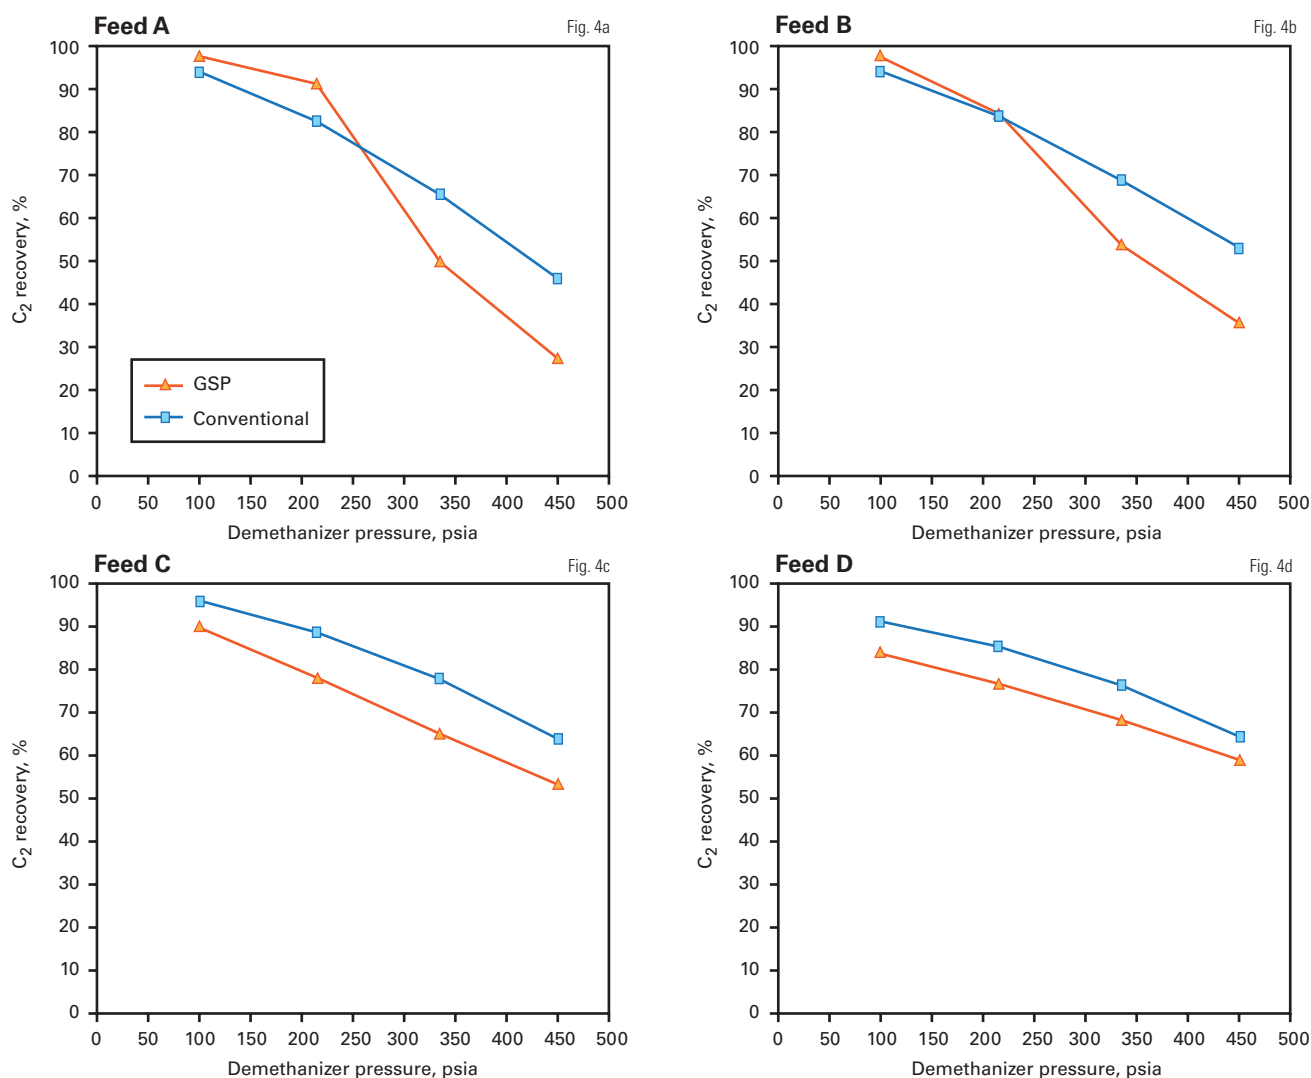 Feed A
Fig. 4a
100
90
80
70
60
50
40
30
20
10
0
C2 recovery, %
GSP
Conventional
0 50 100 150 200 250 300 350 400 450 500
Demethanizer pressure, psia
Feed B
Fig. 4b
100
90
80
70
60
50
40
30
20
10
0
C2 recovery, %
0 50 100 150 200 250 300 350 400 450 500
Demethanizer pressure, psia
Feed C
Fig. 4c
100
90
80
70
60
50
40
30
20
10
0
C2 recovery, %
0 50 100 150 200 250 300 350 400 450 500
Demethanizer pressure, psia
Feed D
Fig. 4d
100
90
80
70
60
50
40
30
20
10
0
C2 recovery, %
0 50 100 150 200 250 300 350 400 450 500
Demethanizer pressure, psia